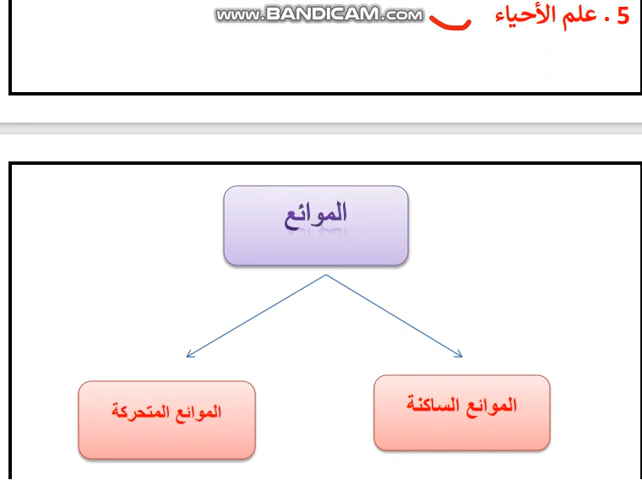 www.BANDICAM.com
5 . علم الأحياء
الموائع
الموائع الساكنة
الموائع المتحركة